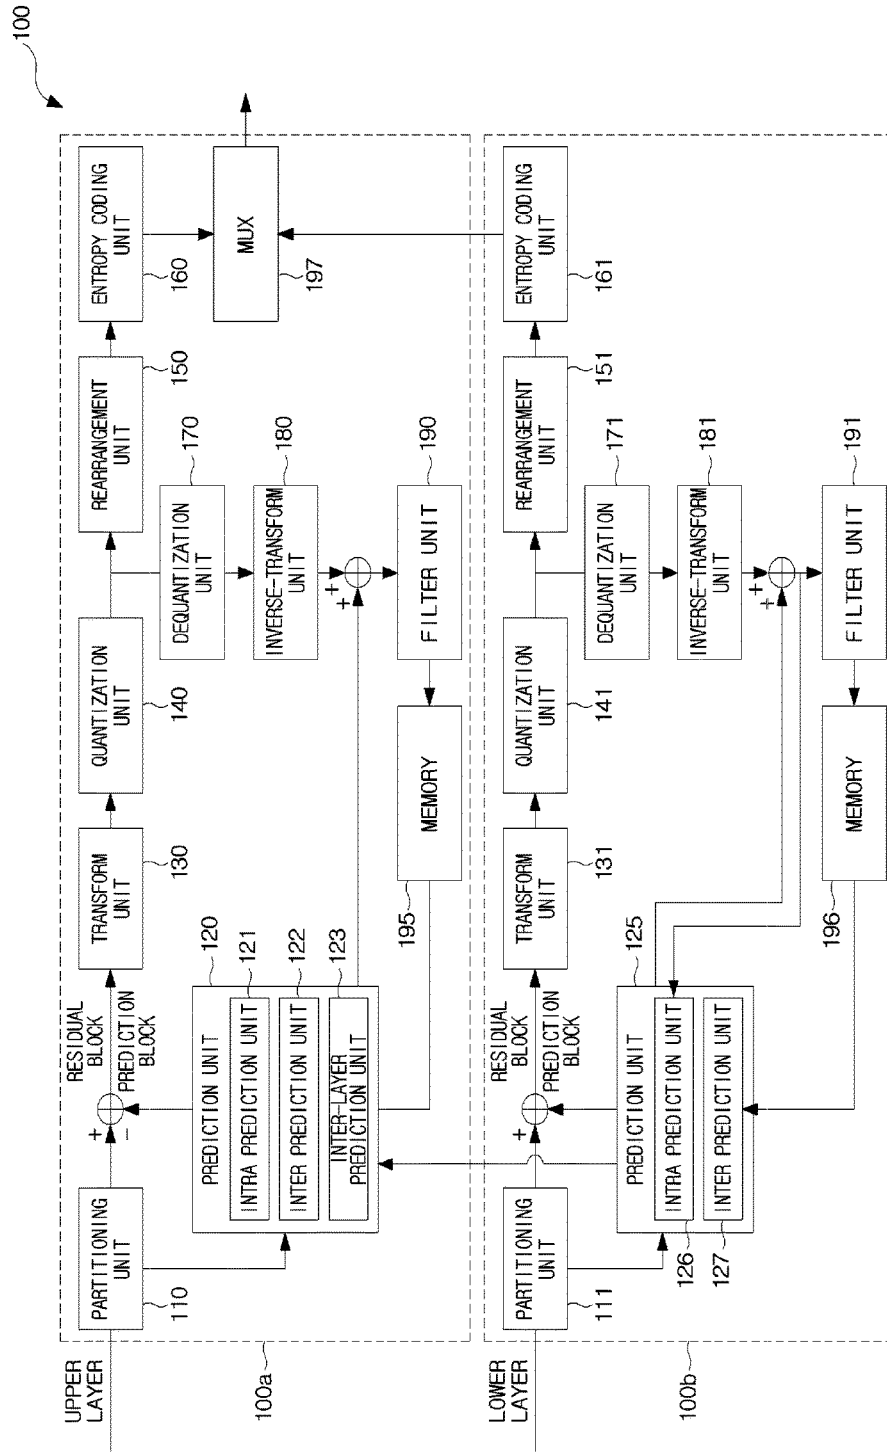 100
UPPER
LAYER
PARTITIONING
UNIT
110
+
-
RESIDUAL
BLOCK
PREDICTION
BLOCK
TRANSFORM
UNIT
130
QUANTIZATION
UNIT
140
REARRANGEMENT
UNIT
150
ENTROPY CODING
UNIT
160
MUX
197
PREDICTION UNIT
120
INTRA PREDICTION UNIT
121
INTER PREDICTION UNIT
122
INTER-LAYER
PREDICTION UNIT
123
DEQUANTIZATION
UNIT
170
INVERSE-TRANSFORM
UNIT
180
+
+
FILTER UNIT
190
MEMORY
195
100a
LOWER
LAYER
PARTITIONING
UNIT
111
+
RESIDUAL
BLOCK
PREDICTION
BLOCK
TRANSFORM
UNIT
131
QUANTIZATION
UNIT
141
REARRANGEMENT
UNIT
151
ENTROPY CODING
UNIT
161
PREDICTION UNIT
125
INTRA PREDICTION UNIT
126
INTER PREDICTION UNIT
127
DEQUANTIZATION
UNIT
171
INVERSE-TRANSFORM
UNIT
181
+
+
FILTER UNIT
191
MEMORY
196
100b